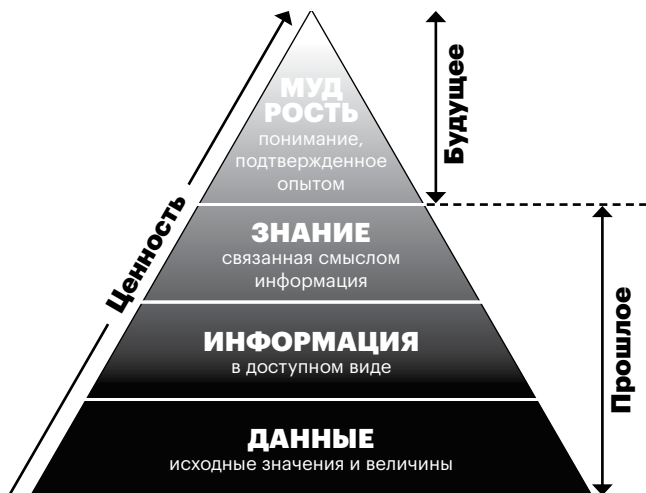 МУД
РОСТЬ
понимание,
подтвержденное
опытом
ЗНАНИЕ
связанная смыслом
информация
ИНФОРМАЦИЯ
в доступном виде
ДАННЫЕ
исходные значения и величины
Ценность
Будущее
Прошлое